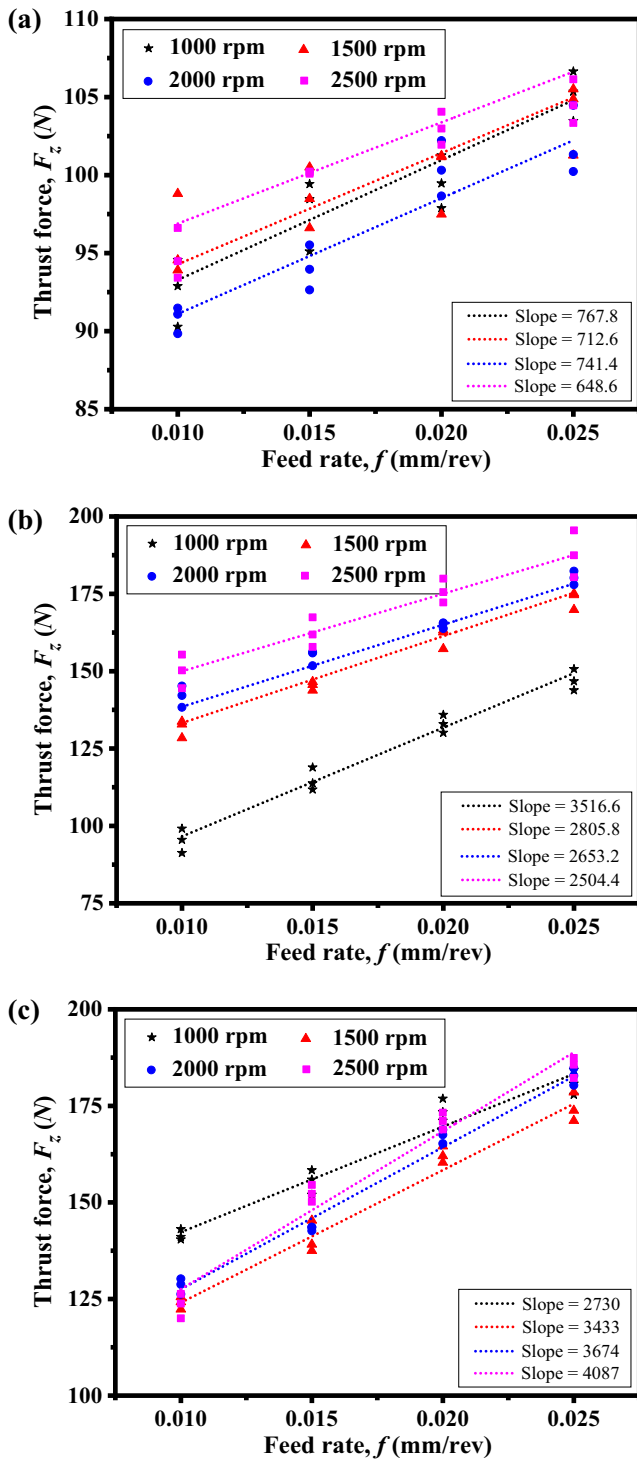 (a)
110
105
100
95
90
85
Thrust force, F_z (N)
1000 rpm 1500 rpm
2000 rpm 2500 rpm
Slope = 767.8
Slope = 712.6
Slope = 741.4
Slope = 648.6
0.010 0.015 0.020 0.025
Feed rate, f (mm/rev)
(b)
200
175
150
125
100
75
Thrust force, F_z (N)
1000 rpm 1500 rpm
2000 rpm 2500 rpm
Slope = 3516.6
Slope = 2805.8
Slope = 2653.2
Slope = 2504.4
0.010 0.015 0.020 0.025
Feed rate, f (mm/rev)
(c)
200
175
150
125
100
Thrust force, F_z (N)
1000 rpm 1500 rpm
2000 rpm 2500 rpm
Slope = 2730
Slope = 3433
Slope = 3674
Slope = 4087
0.010 0.015 0.020 0.025
Feed rate, f (mm/rev)